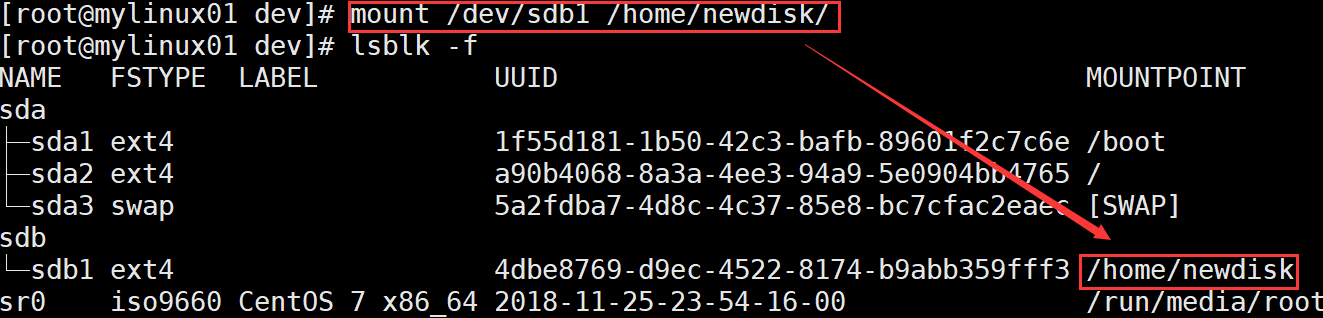 [root@mylinux01 dev]# mount /dev/sdb1 /home/newdisk/
[root@mylinux01 dev]# lsblk -f
NAME   FSTYPE  LABEL           UUID                                 MOUNTPOINT
sda
├─sda1 ext4                    1f55d181-1b50-42c3-bafb-89601f2c7c6e /boot
├─sda2 ext4                    a90b4068-8a3a-4ee3-94a9-5e0904bb4765 /
└─sda3 swap                    5a2fdba7-4d8c-4c37-85e8-bc7cfac2eaec [SWAP]
sdb
└─sdb1 ext4                    4dbe8769-d9ec-4522-8174-b9abb359fff3 /home/newdisk
sr0    iso9660 CentOS 7 x86_64 2018-11-25-23-54-16-00               /run/media/root